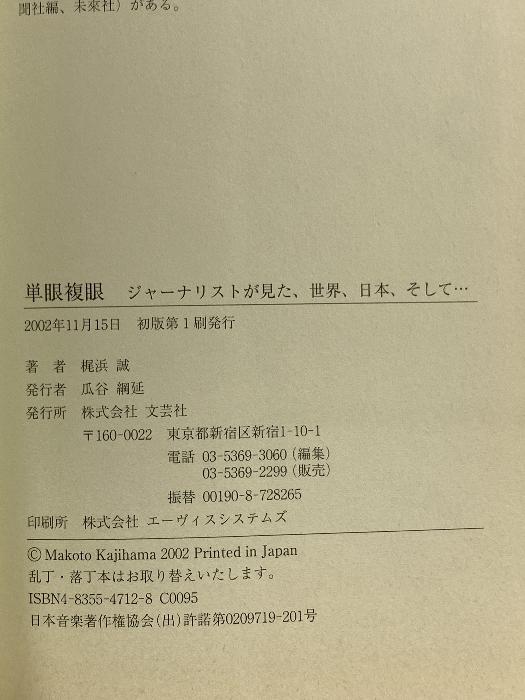 聞社編、未來社）がある。
単眼複眼　ジャーナリストが見た、世界、日本、そして…
2002年11月15日　初版第1刷発行
著　者　梶浜 誠
発行者　瓜谷 綱延
発行所　株式会社 文芸社
〒160-0022　東京都新宿区新宿1-10-1
電話 03-5369-3060（編集）
03-5369-2299（販売）
振替 00190-8-728265
印刷所　株式会社 エーヴィスシステムズ
© Makoto Kajihama 2002 Printed in Japan
乱丁・落丁本はお取り替えいたします。
ISBN4-8355-4712-8 C0095
日本音楽著作権協会（出）許諾第0209719-201号